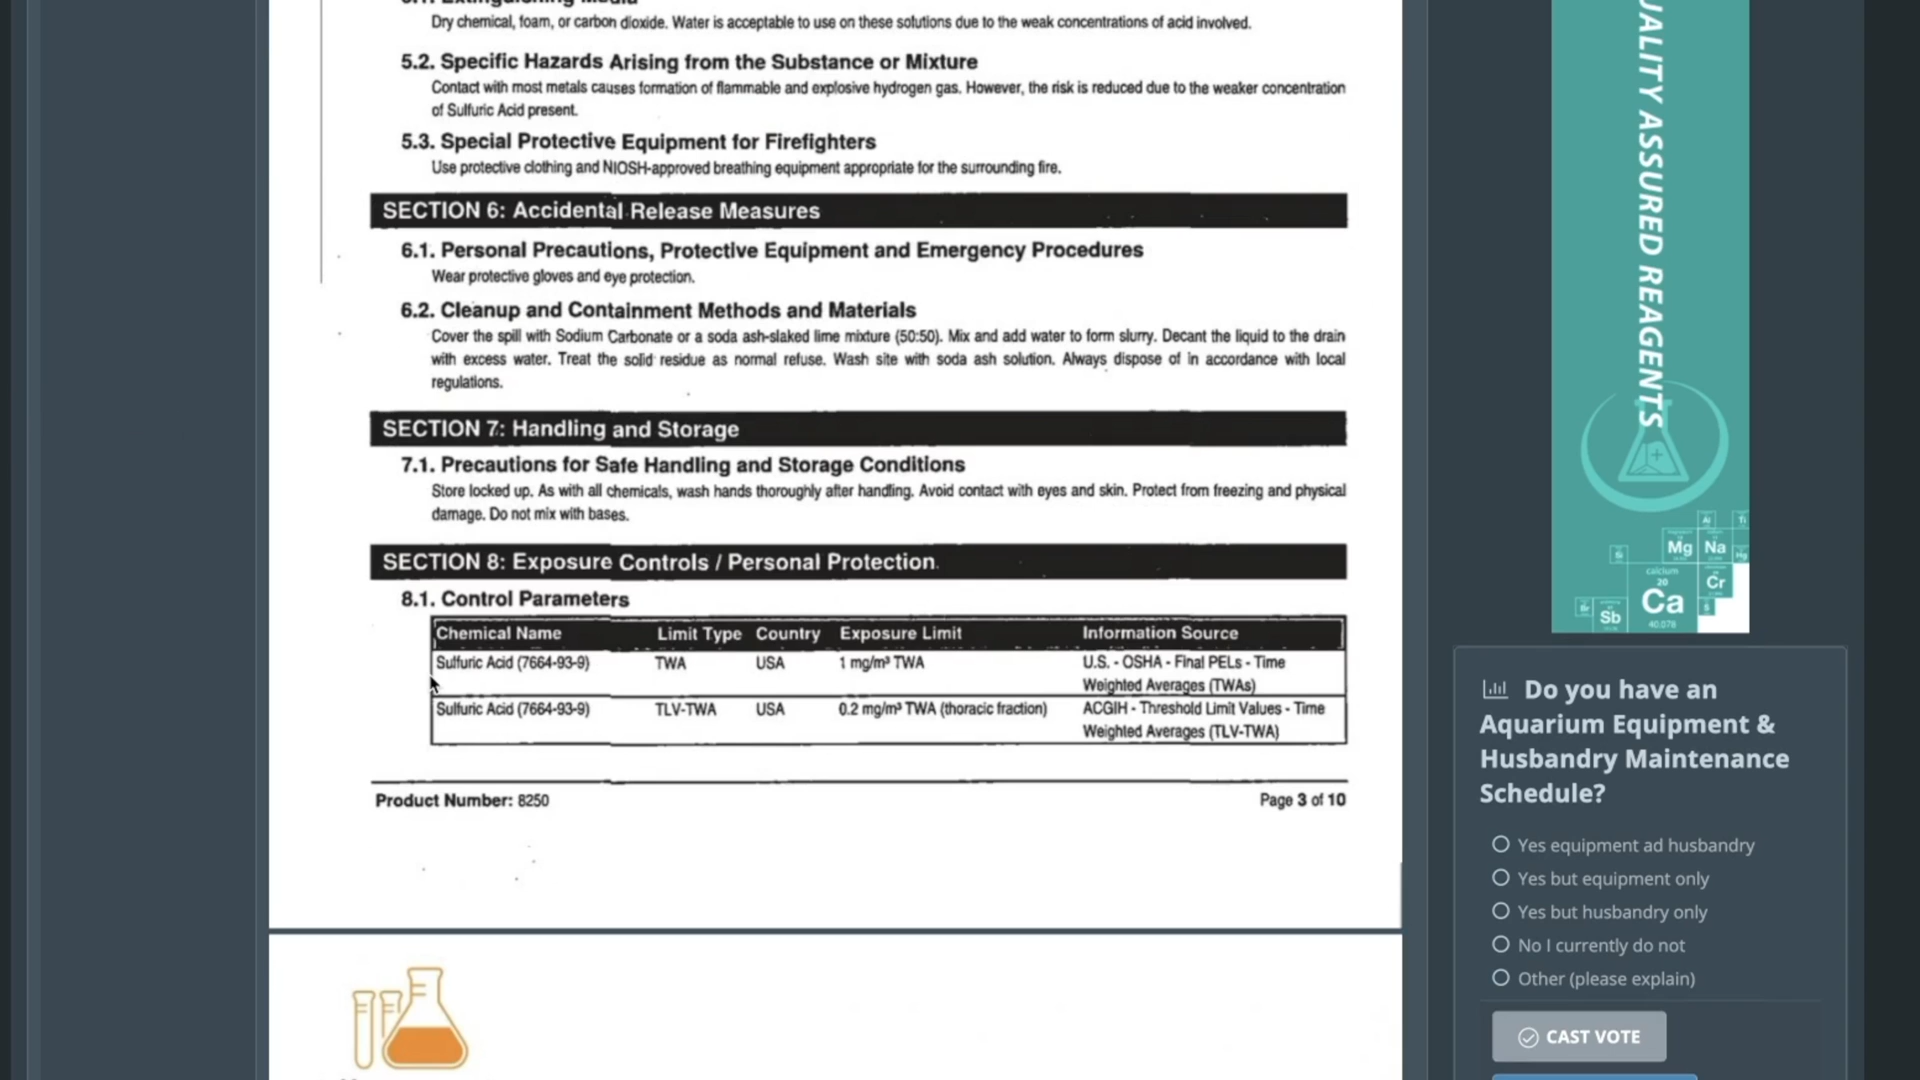 Dry chemical, foam, or carbon dioxide. Water is acceptable to use on these solutions due to the weak concentrations of acid involved.
5.2. Specific Hazards Arising from the Substance or Mixture
Contact with most metals causes formation of flammable and explosive hydrogen gas. However, the risk is reduced due to the weaker concentration
of Sulfuric Acid present.
5.3. Special Protective Equipment for Firefighters
Use protective clothing and NIOSH-approved breathing equipment appropriate for the surrounding fire.
SECTION 6: Accidental Release Measures
6.1. Personal Precautions, Protective Equipment and Emergency Procedures
Wear protective gloves and eye protection.
6.2. Cleanup and Containment Methods and Materials
Cover the spill with Sodium Carbonate or a soda ash-slaked lime mixture (50:50). Mix and add water to form slurry. Decant the liquid to the drain
with excess water. Treat the solid residue as normal refuse. Wash site with soda ash solution. Always dispose of in accordance with local
regulations.
SECTION 7: Handling and Storage
7.1. Precautions for Safe Handling and Storage Conditions
Store locked up. As with all chemicals, wash hands thoroughly after handling. Avoid contact with eyes and skin. Protect from freezing and physical
damage. Do not mix with bases.
SECTION 8: Exposure Controls / Personal Protection
8.1. Control Parameters
Chemical Name Limit Type Country Exposure Limit Information Source
Sulfuric Acid (7664-93-9) TWA USA 1 mg/m³ TWA U.S. - OSHA - Final PELs - Time
Weighted Averages (TWAs)
Sulfuric Acid (7664-93-9) TLV-TWA USA 0.2 mg/m³ TWA (thoracic fraction) ACGIH - Threshold Limit Values - Time
Weighted Averages (TLV-TWA)
Product Number: 8250 Page 3 of 10
UALITY ASSURED REAGENTS
Al Ti
Mg Na
Si Hg
calcium
20
Ca
40.078
Cr
Br Sb S
Do you have an
Aquarium Equipment &
Husbandry Maintenance
Schedule?
Yes equipment ad husbandry
Yes but equipment only
Yes but husbandry only
No I currently do not
Other (please explain)
CAST VOTE